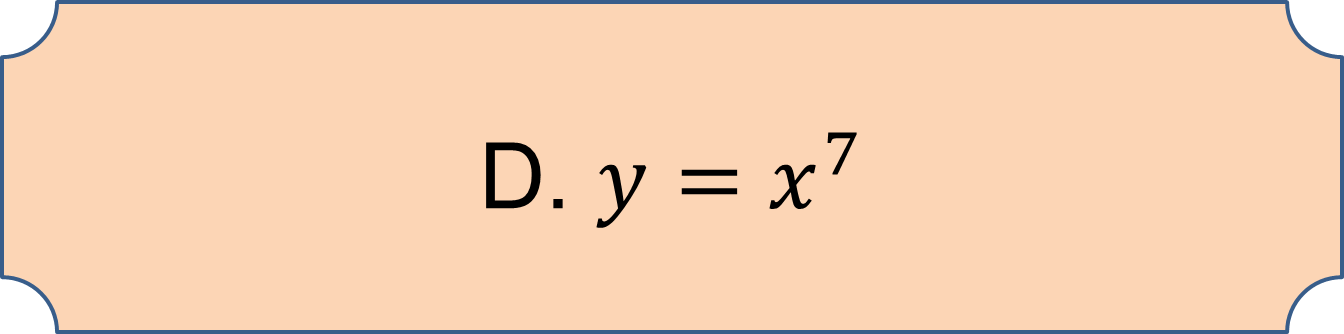 D. y = x⁷